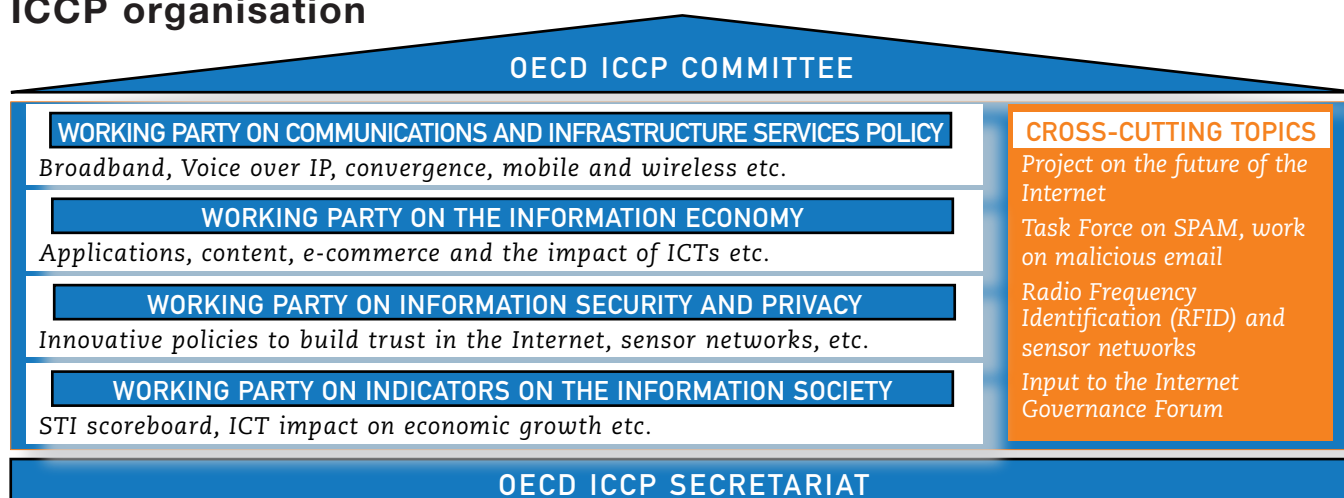 ICCP organisation
OECD ICCP COMMITTEE
WORKING PARTY ON COMMUNICATIONS AND INFRASTRUCTURE SERVICES POLICY
Broadband, Voice over IP, convergence, mobile and wireless etc.
WORKING PARTY ON THE INFORMATION ECONOMY
Applications, content, e-commerce and the impact of ICTs etc.
WORKING PARTY ON INFORMATION SECURITY AND PRIVACY
Innovative policies to build trust in the Internet, sensor networks, etc.
WORKING PARTY ON INDICATORS ON THE INFORMATION SOCIETY
STI scoreboard, ICT impact on economic growth etc.
CROSS-CUTTING TOPICS
Project on the future of the
Internet
Task Force on SPAM, work
on malicious email
Radio Frequency
Identification (RFID) and
sensor networks
Input to the Internet
Governance Forum
OECD ICCP SECRETARIAT